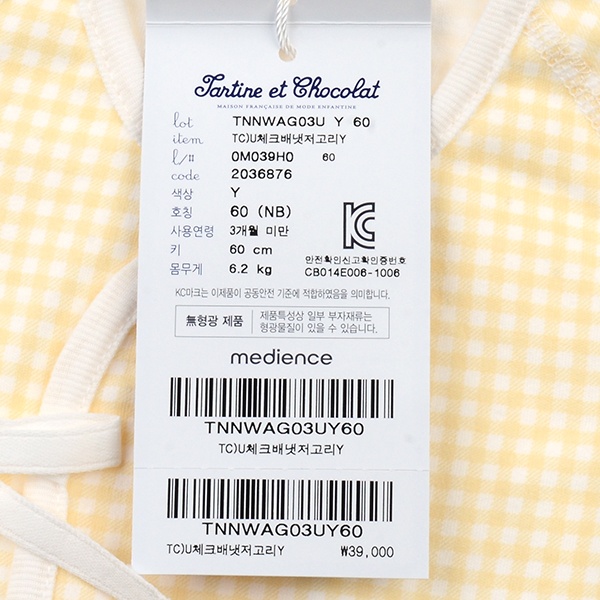 Tartine et Chocolat
MAISON FRANÇAISE DE MODE ENFANTINE
lot TNNWAG03U Y 60
item TC)U체크배냇저고리Y
l/# 0M039H0 60
code 2036876
색상 Y
호칭 60 (NB)
사용연령 3개월 미만
키 60 cm
몸무게 6.2 kg
안전확인신고확인증번호
CB014E006-1006
KC마크는 이제품이 공통안전 기준에 적합하였음을 의미합니다.
無형광 제품
제품특성상 일부 부자재류는
형광물질이 있을 수 있습니다.
medience
TNNWAG03UY60
TC)U체크배냇저고리Y
TNNWAG03UY60
TC)U체크배냇저고리Y ₩39,000